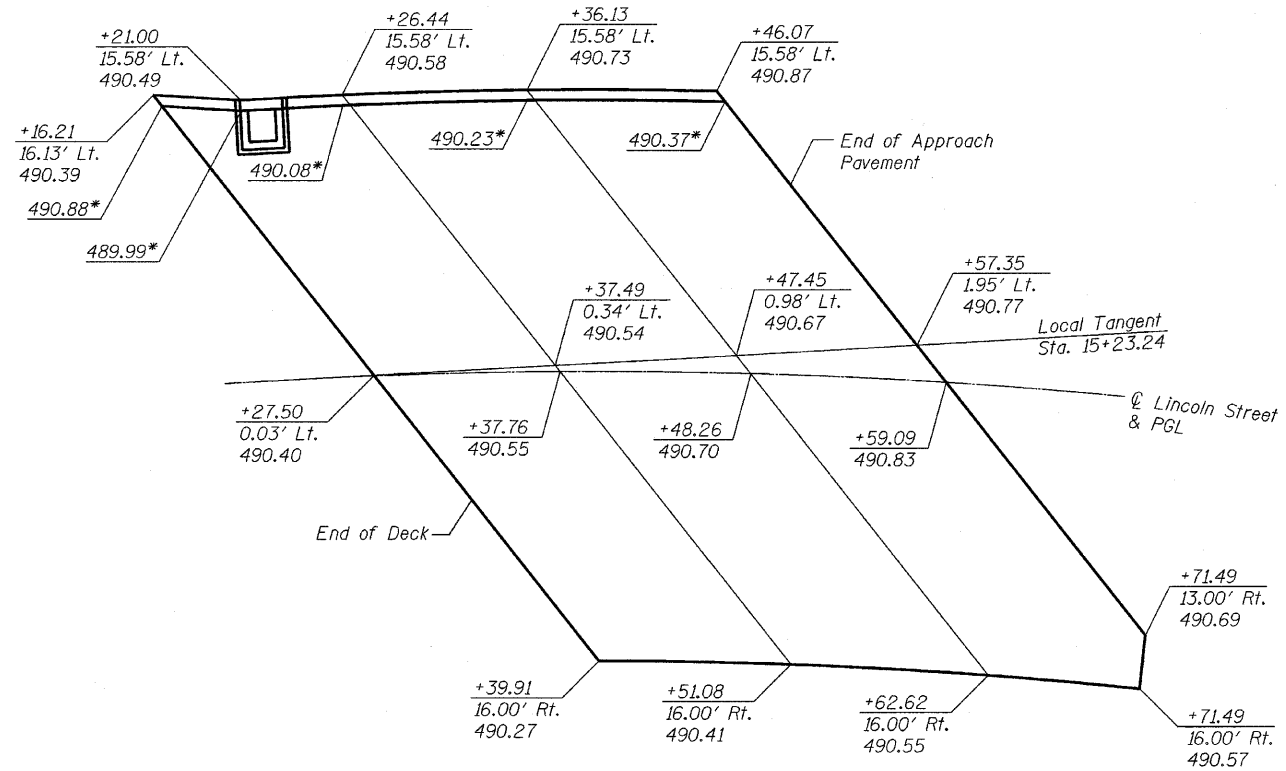 +21.00
15.58' Lt.
490.49
+26.44
15.58' Lt.
490.58
+36.13
15.58' Lt.
490.73
+46.07
15.58' Lt.
490.87
+16.21
16.13' Lt.
490.39
490.88*
489.99*
490.08*
490.23*
490.37*
End of Approach
Pavement
+37.49
0.34' Lt.
490.54
+47.45
0.98' Lt.
490.67
+57.35
1.95' Lt.
490.77
Local Tangent
Sta. 15+23.24
+27.50
0.03' Lt.
490.40
+37.76
490.55
+48.26
490.70
+59.09
490.83
℄ Lincoln Street
& PGL
End of Deck
+39.91
16.00' Rt.
490.27
+51.08
16.00' Rt.
490.41
+62.62
16.00' Rt.
490.55
+71.49
13.00' Rt.
490.69
+71.49
16.00' Rt.
490.57